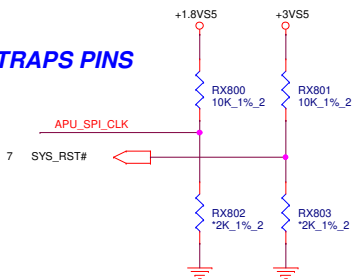 +1.8VS5 +3VS5
TRAPS PINS
RX800 RX801
10K_1%_2 10K_1%_2
APU_SPI_CLK
7 SYS_RST#
RX802 RX803
*2K_1%_2 *2K_1%_2